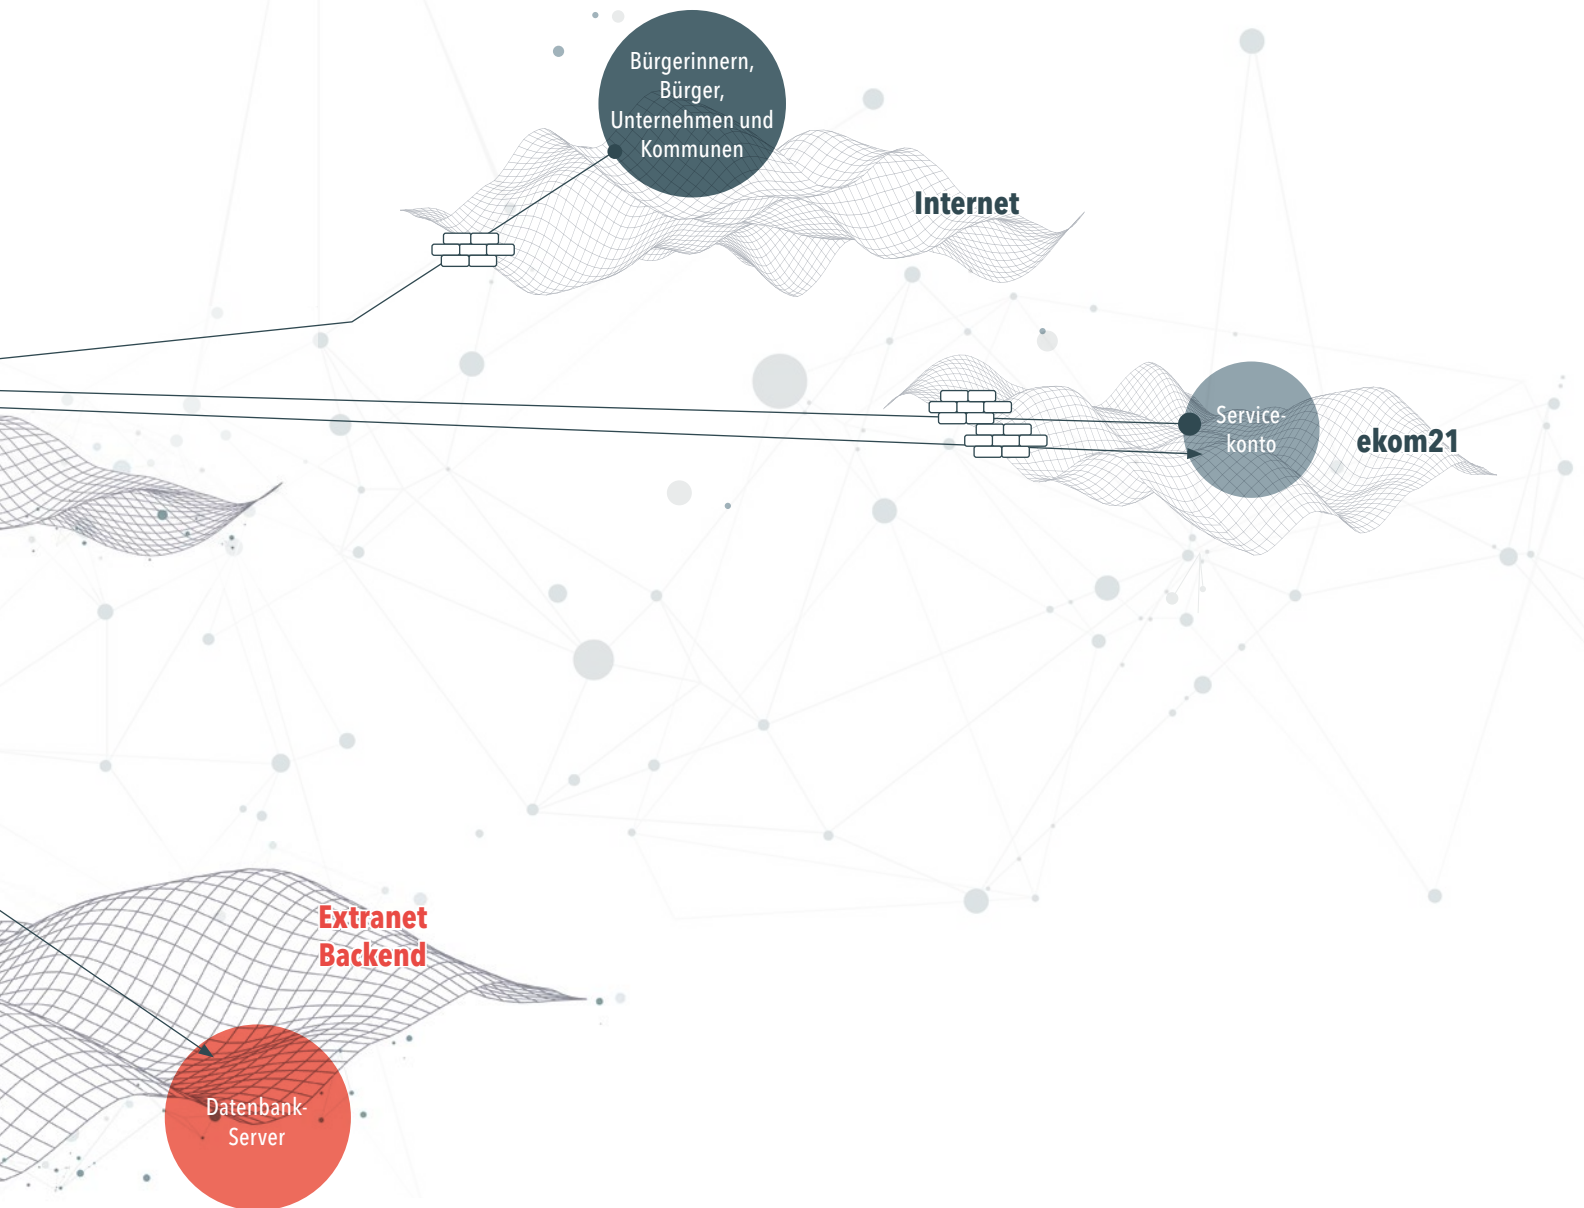 Bürgerinnern,
Bürger,
Unternehmen und
Kommunen
Internet
Service-
konto
ekom21
Extranet
Backend
Datenbank-
Server